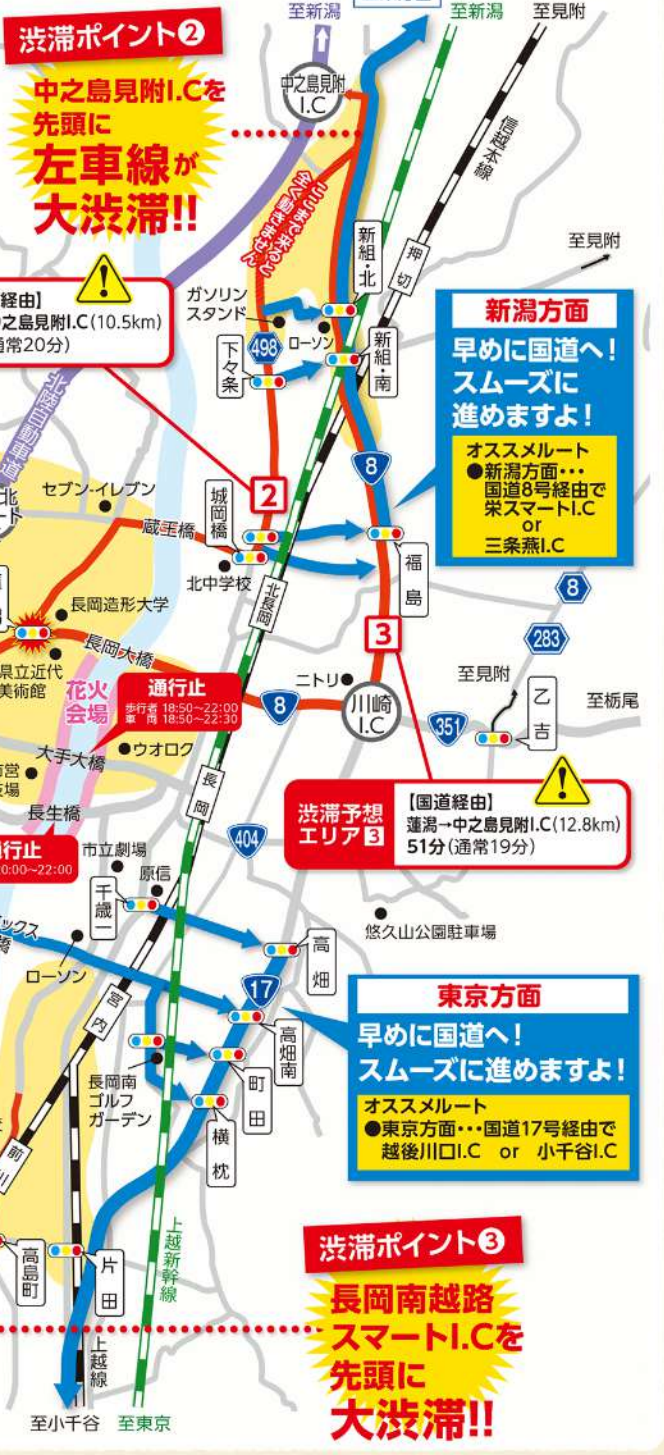 至新潟
至新潟
至見附
渋滞ポイント❷
中之島見附I.Cを
先頭に
左車線が
大渋滞!!
中之島見附
I.C
信越本線
ここまで来ると
全く動きません
新組・北
押切
至見附
経由】
中之島見附I.C(10.5km)
通常20分)
ガソリン
スタンド
ローソン
498
下々条
新組・南
新潟方面
早めに国道へ!
スムーズに
進めますよ!
オススメルート
●新潟方面・・・
国道8号経由で
栄スマートI.C
or
三条燕I.C
北陸自動車道
8
北
セブン-イレブン
2
城岡橋
蔵王橋
北中学校
北長岡
福島
8
長岡造形大学
3
283
長岡大橋
県立近代
美術館
花火
会場
通行止
歩行者 18:50~22:00
車両 18:50~22:30
8
ニトリ
川崎
I.C
至見附
乙吉
至栃尾
351
大手大橋
ウオロク
長岡
長生橋
通行止
20:00~22:00
渋滞予想
エリア3
【国道経由】
蓮潟→中之島見附I.C(12.8km)
51分(通常19分)
404
市立劇場
原信
千歳一
悠久山公園駐車場
ローソン
高畑
宮内
17
高畑南
東京方面
早めに国道へ!
スムーズに進めますよ!
オススメルート
●東京方面・・・国道17号経由で
越後川口I.C or 小千谷I.C
長岡南
ゴルフ
ガーデン
町田
横枕
前川
上越新幹線
渋滞ポイント❸
長岡南越路
スマートI.Cを
先頭に
大渋滞!!
高島町
片田
上越線
至小千谷
至東京